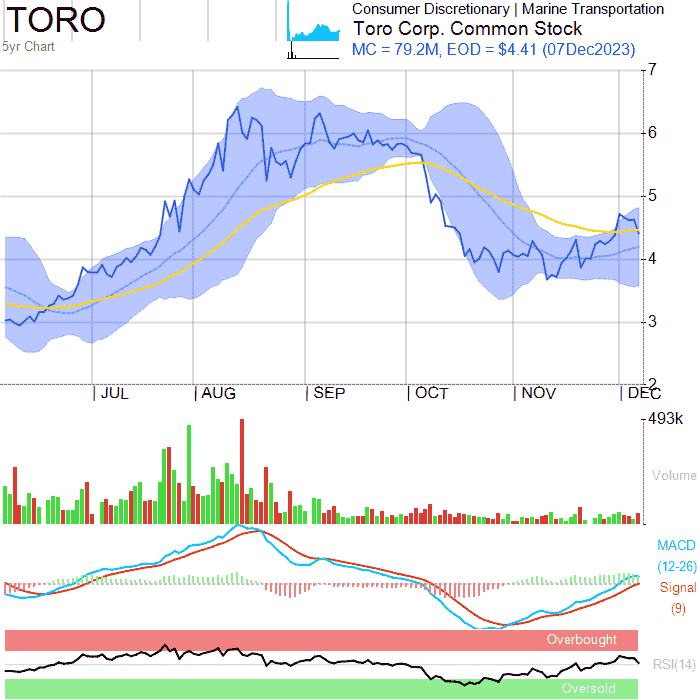 TORO
5yr Chart
Consumer Discretionary | Marine Transportation
Toro Corp. Common Stock
MC = 79.2M, EOD = $4.41 (07Dec2023)
7
6
5
4
3
2
JUL AUG SEP OCT NOV DEC
493k
Volume
MACD
(12-26)
Signal
(9)
Overbought
RSI(14)
Oversold